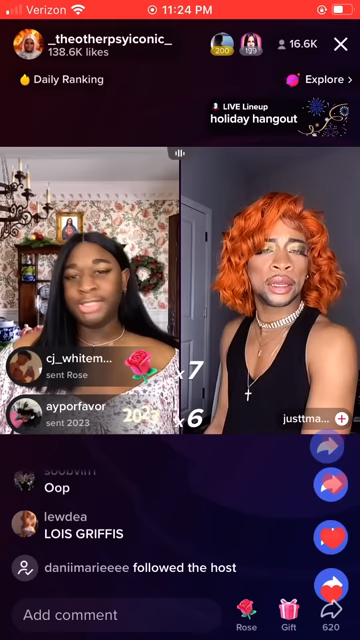 Verizon
11:24 PM
_theotherpsyiconic_
138.6K likes
200
199
16.6K
Daily Ranking
Explore >
LIVE Lineup
holiday hangout
cj_whitem...
sent Rose
x7
ayporfavor
sent 2023
2023
x6
justtma...
Oop
lewdea
LOIS GRIFFIS
daniimarieeee followed the host
Add comment
Rose
Gift
620